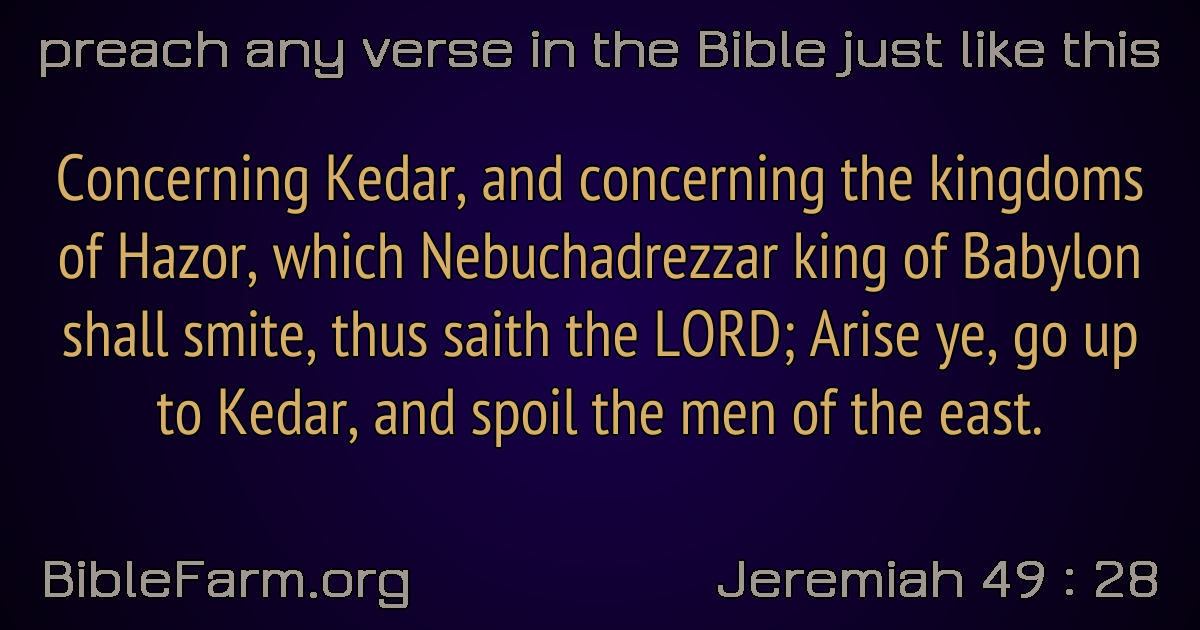 preach any verse in the Bible just like this
Concerning Kedar, and concerning the kingdoms
of Hazor, which Nebuchadrezzar king of Babylon
shall smite, thus saith the LORD; Arise ye, go up
to Kedar, and spoil the men of the east.
BibleFarm.org
Jeremiah 49 : 28